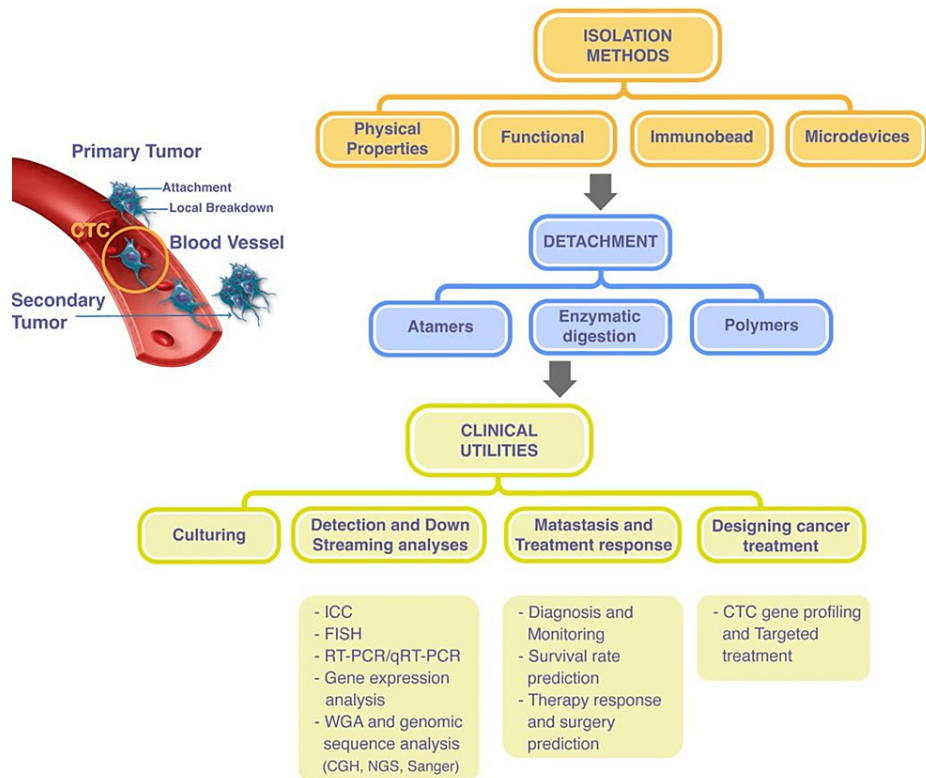 ISOLATION
METHODS
Physical
Properties
Functional
Immunobead
Microdevices
Primary Tumor
Attachment
Local Breakdown
CTC
Blood Vessel
Secondary
Tumor
DETACHMENT
Atamers
Enzymatic
digestion
Polymers
CLINICAL
UTILITIES
Culturing
Detection and Down
Streaming analyses
Matastasis and
Treatment response
Designing cancer
treatment
- ICC
- FISH
- RT-PCR/qRT-PCR
- Gene expression
analysis
- WGA and genomic
sequence analysis
(CGH, NGS, Sanger)
- Diagnosis and
Monitoring
- Survival rate
prediction
- Therapy response
and surgery
prediction
- CTC gene profiling
and Targeted
treatment